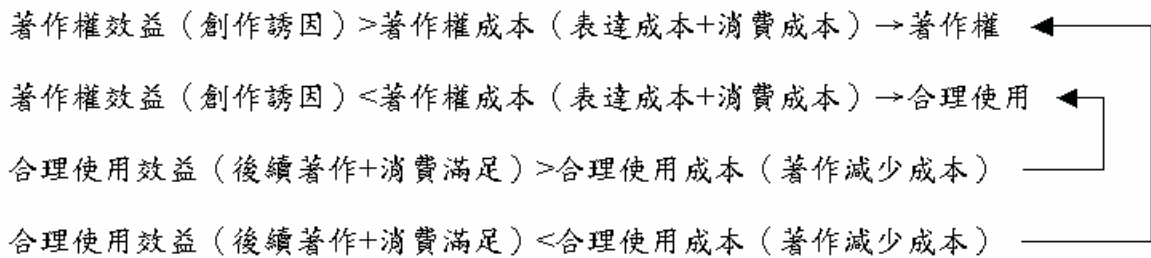 著作權效益（創作誘因）>著作權成本（表達成本+消費成本）→著作權
著作權效益（創作誘因）<著作權成本（表達成本+消費成本）→合理使用
合理使用效益（後續著作+消費滿足）>合理使用成本（著作減少成本）
合理使用效益（後續著作+消費滿足）<合理使用成本（著作減少成本）